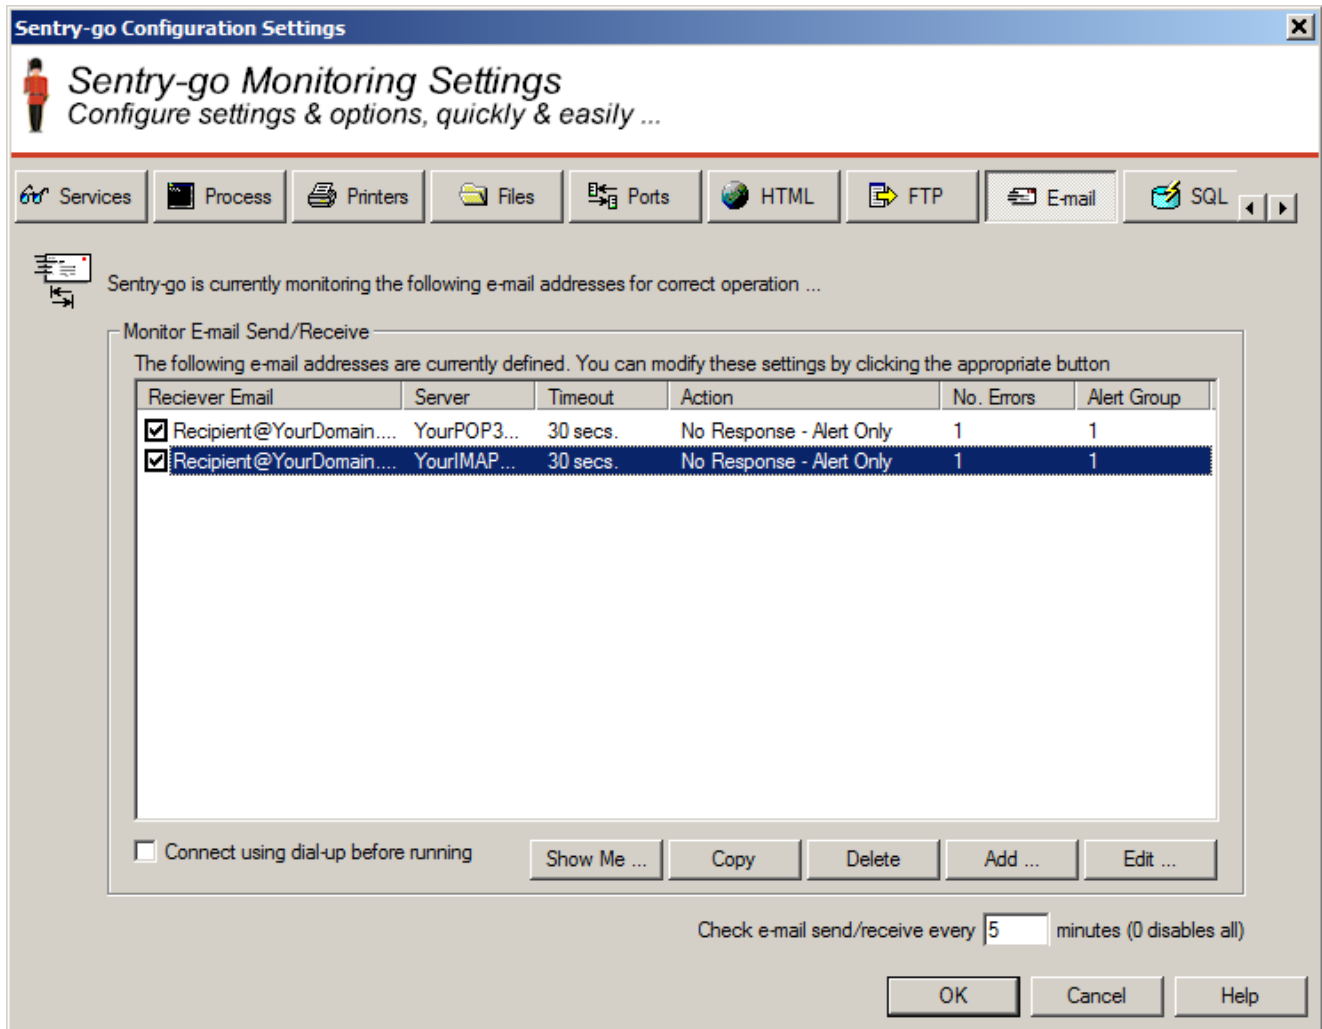 Sentry-go Configuration Settings
Sentry-go Monitoring Settings
Configure settings & options, quickly & easily ...
Services Process Printers Files Ports HTML FTP E-mail SQL
Sentry-go is currently monitoring the following e-mail addresses for correct operation ...
Monitor E-mail Send/Receive
The following e-mail addresses are currently defined. You can modify these settings by clicking the appropriate button
Reciever Email Server Timeout Action No. Errors Alert Group
Recipient@YourDomain.... YourPOP3... 30 secs. No Response - Alert Only 1 1
Recipient@YourDomain.... YourIMAP... 30 secs. No Response - Alert Only 1 1
Connect using dial-up before running Show Me ... Copy Delete Add ... Edit ...
Check e-mail send/receive every 5 minutes (0 disables all)
OK Cancel Help